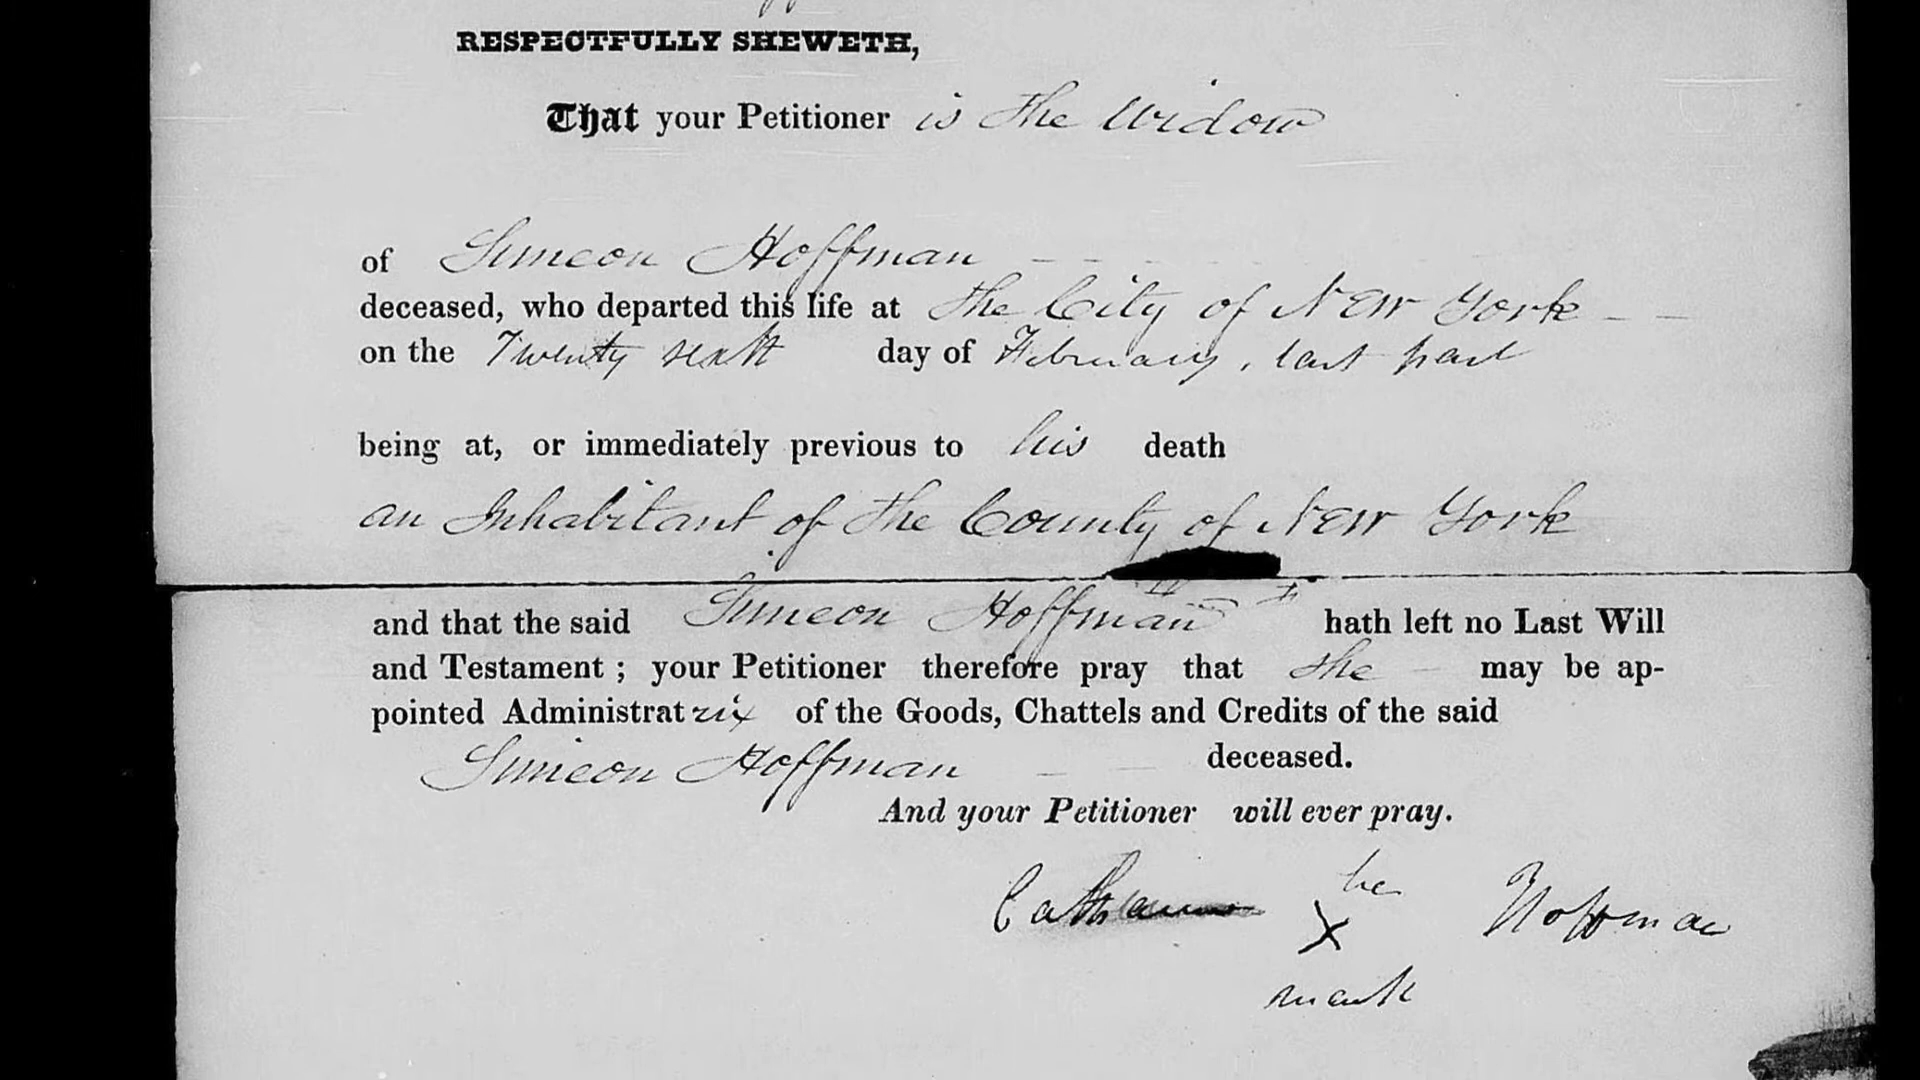 RESPECTFULLY SHEWETH,
That your Petitioner is the Widow
of Simeon Hoffman
deceased, who departed this life at the City of New York
on the Twenty sixth day of February, last past
being at, or immediately previous to his death
an Inhabitant of the County of New York
and that the said Simeon Hoffman hath left no Last Will
and Testament; your Petitioner therefore pray that she may be ap-
pointed Administratrix of the Goods, Chattels and Credits of the said
Simeon Hoffman deceased.
And your Petitioner will ever pray.
her
X Hoffman
mark